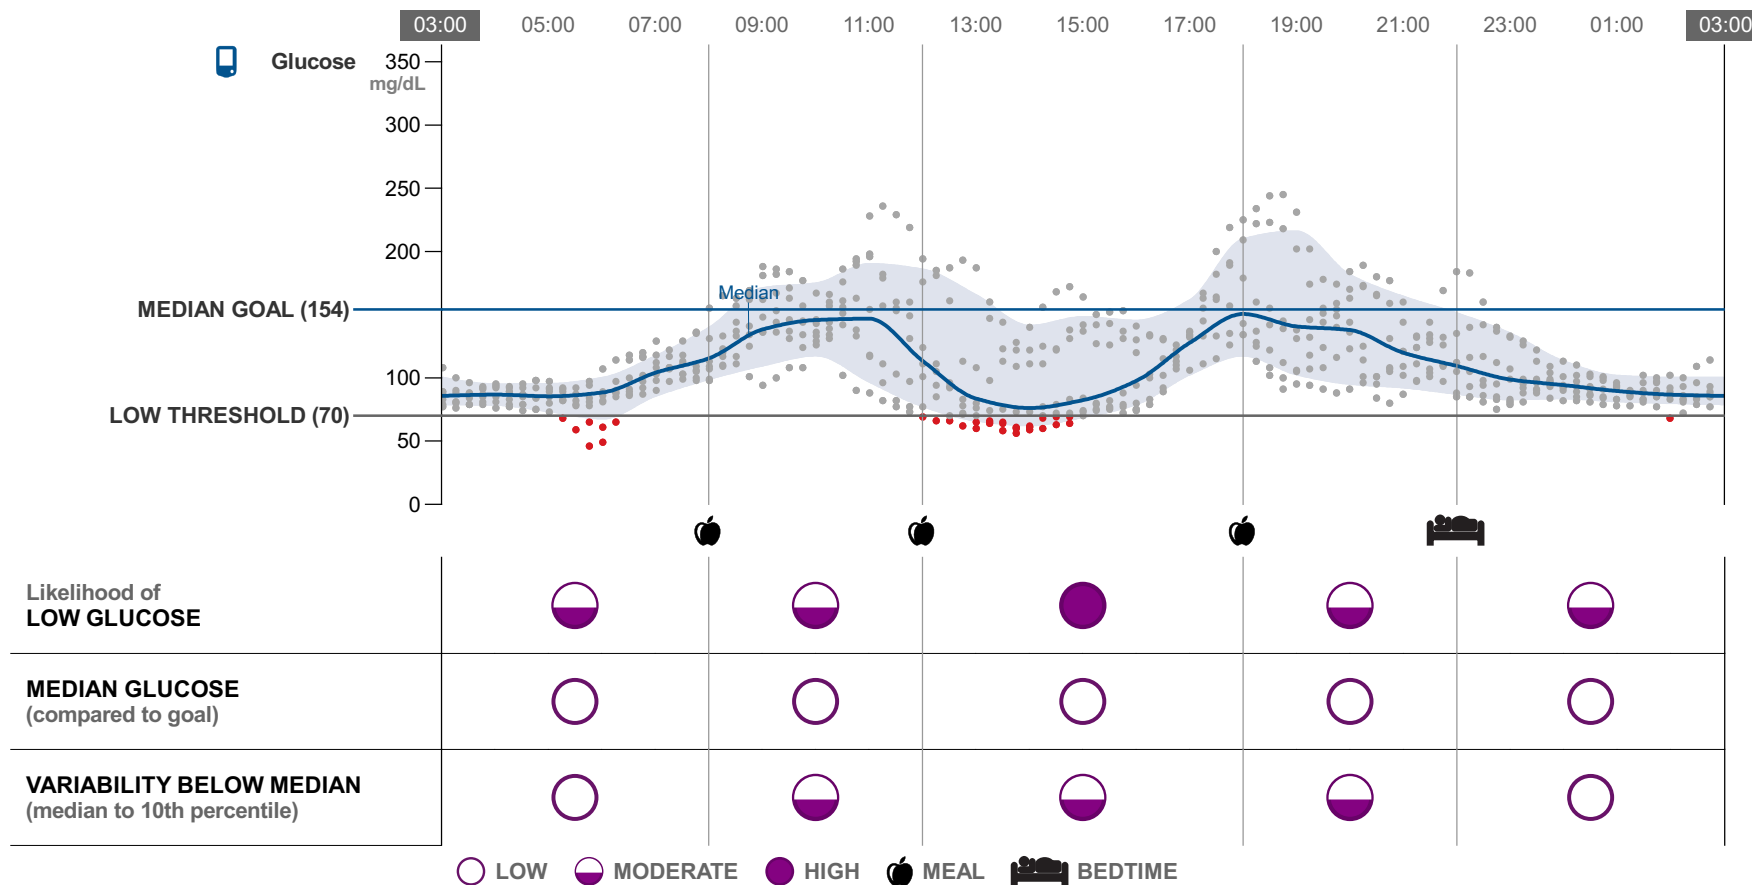 03:00 05:00 07:00 09:00 11:00 13:00 15:00 17:00 19:00 21:00 23:00 01:00 03:00
Glucose 350
mg/dL
300
250
200
Median
MEDIAN GOAL (154)
100
LOW THRESHOLD (70)
50
0
Likelihood of
LOW GLUCOSE
MEDIAN GLUCOSE
(compared to goal)
VARIABILITY BELOW MEDIAN
(median to 10th percentile)
LOW MODERATE HIGH MEAL BEDTIME